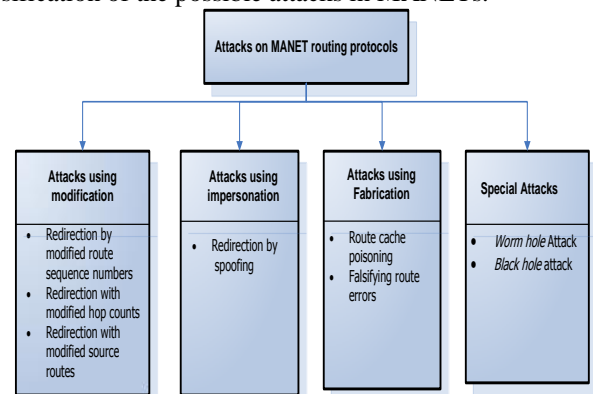 sification of the possible attacks in MANETs.
Attacks on MANET routing protocols
Attacks using
modification
• Redirection by
modified route
sequence numbers
• Redirection with
modified hop counts
• Redirection with
modified source
routes
Attacks using
impersonation
• Redirection by
spoofing
Attacks using
Fabrication
• Route cache
poisoning
• Falsifying route
errors
Special Attacks
• Worm hole Attack
• Black hole attack